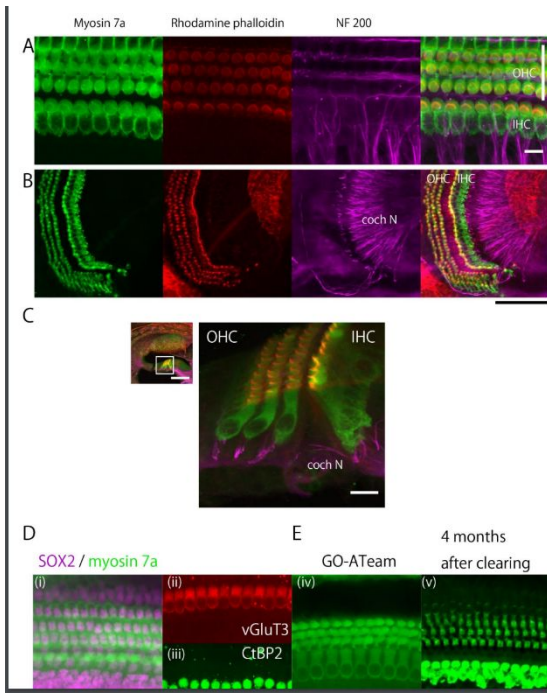 Myosin 7a Rhodamine phalloidin NF 200
A
OHC
IHC
B
OHC IHC
coch N
C
OHC IHC
coch N
D E 4 months
SOX2 / myosin 7a GO-ATeam after clearing
(i) (ii) (iv) (v)
vGluT3
(iii) CtBP2